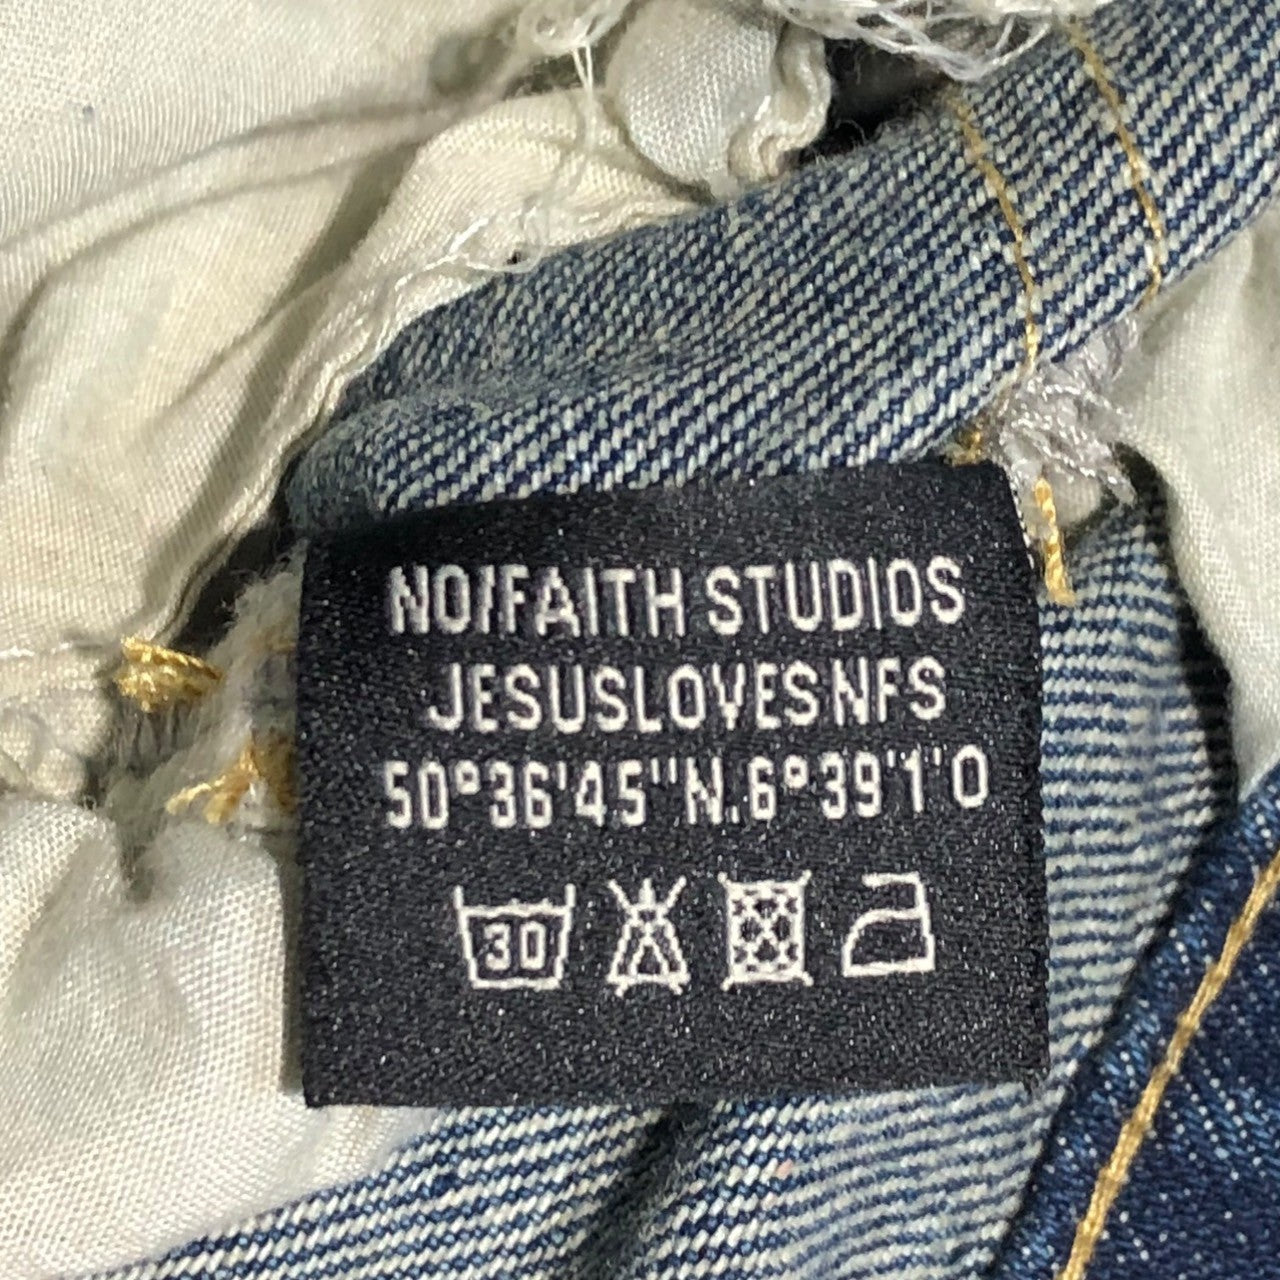 NO/FAITH STUDIOS
JESUSLOVESNFS
50°36'45"N.6°39'1'O
30